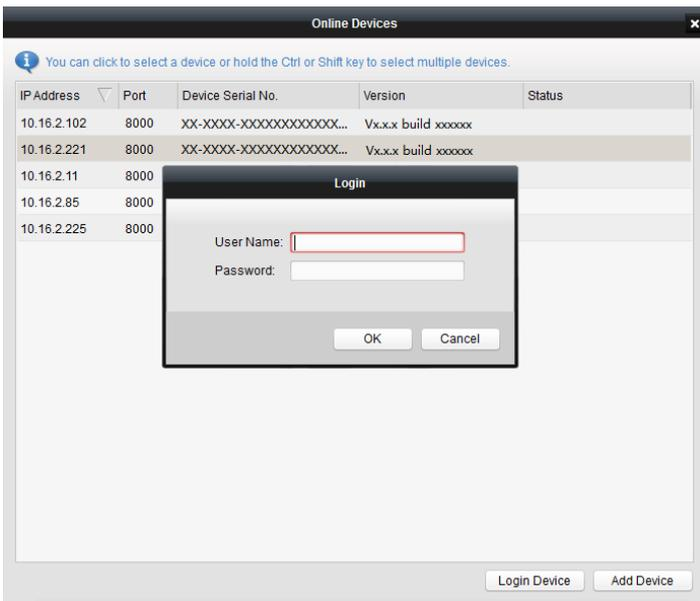 Online Devices
You can click to select a device or hold the Ctrl or Shift key to select multiple devices.
IP Address Port Device Serial No. Version Status
10.16.2.102 8000 XX-XXXX-XXXXXXXXXXXX... Vx.x.x build xxxxxx
10.16.2.221 8000 XX-XXXX-XXXXXXXXXXXX... Vx.x.x build xxxxxx
10.16.2.11 8000
10.16.2.85 8000
10.16.2.225 8000
Login
User Name:
Password:
OK Cancel
Login Device Add Device